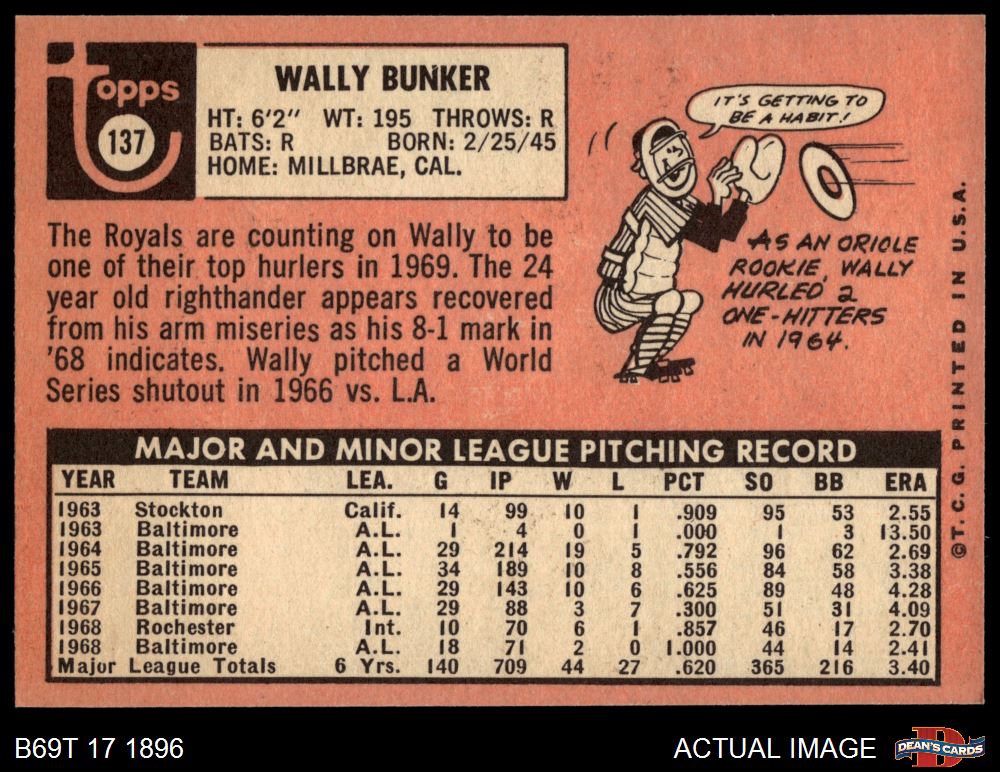 topps
137
WALLY BUNKER
HT: 6'2" WT: 195 THROWS: R
BATS: R BORN: 2/25/45
HOME: MILLBRAE, CAL.
IT'S GETTING TO
BE A HABIT!
The Royals are counting on Wally to be
one of their top hurlers in 1969. The 24
year old righthander appears recovered
from his arm miseries as his 8-1 mark in
'68 indicates. Wally pitched a World
Series shutout in 1966 vs. L.A.
AS AN ORIOLE
ROOKIE, WALLY
HURLED 2
ONE-HITTERS
IN 1964.
©T. C. G. PRINTED IN U.S.A.
MAJOR AND MINOR LEAGUE PITCHING RECORD
YEAR TEAM LEA. G IP W L PCT SO BB ERA
1963 Stockton Calif. 14 99 10 1 .909 95 53 2.55
1963 Baltimore A.L. 1 4 0 1 .000 1 3 13.50
1964 Baltimore A.L. 29 214 19 5 .792 96 62 2.69
1965 Baltimore A.L. 34 189 10 8 .556 84 58 3.38
1966 Baltimore A.L. 29 143 10 6 .625 89 48 4.28
1967 Baltimore A.L. 29 88 3 7 .300 51 31 4.09
1968 Rochester Int. 10 70 6 1 .857 46 17 2.70
1968 Baltimore A.L. 18 71 2 0 1.000 44 14 2.41
Major League Totals 6 Yrs. 140 709 44 27 .620 365 216 3.40
B69T 17 1896
ACTUAL IMAGE
D
DEAN'S CARDS